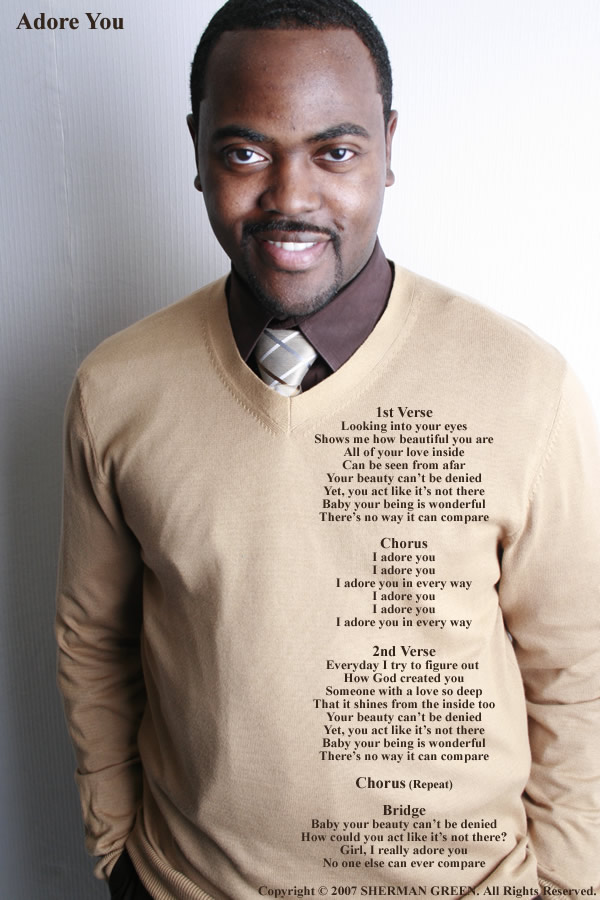 Adore You
1st Verse
Looking into your eyes
Shows me how beautiful you are
All of your love inside
Can be seen from afar
Your beauty can't be denied
Yet, you act like it's not there
Baby your being is wonderful
There's no way it can compare
Chorus
I adore you
I adore you
I adore you in every way
I adore you
I adore you
I adore you in every way
2nd Verse
Everyday I try to figure out
How God created you
Someone with a love so deep
That it shines from the inside too
Your beauty can't be denied
Yet, you act like it's not there
Baby your being is wonderful
There's no way it can compare
Chorus (Repeat)
Bridge
Baby your beauty can't be denied
How could you act like it's not there?
Girl, I really adore you
No one else can ever compare
Copyright © 2007 SHERMAN GREEN. All Rights Reserved.